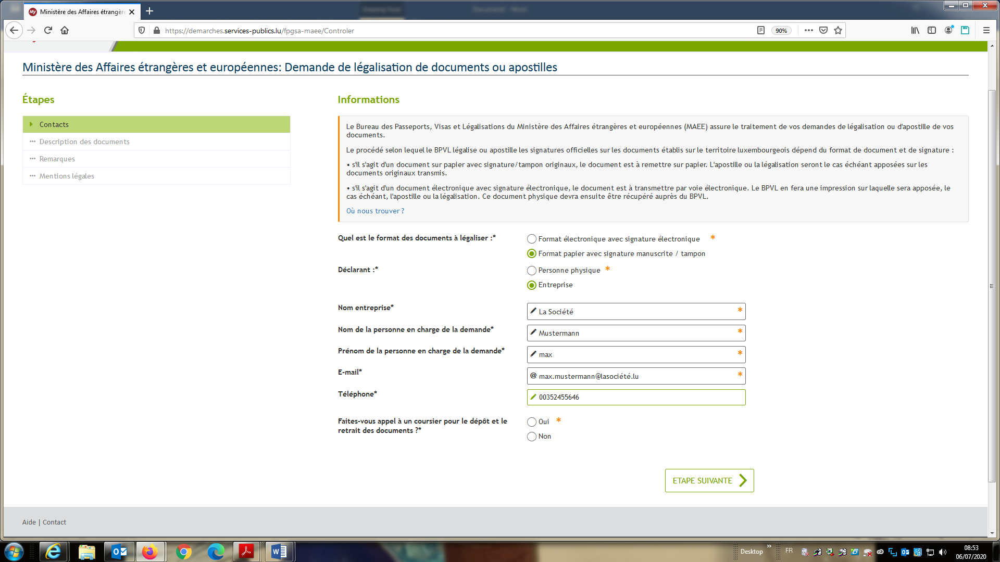 Ministère des Affaires étrangère
https://demarches.services-publics.lu/fpgsa-maee/Controler
90%
Ministère des Affaires étrangères et européennes: Demande de légalisation de documents ou apostilles
Étapes
Contacts
Description des documents
Remarques
Mentions légales
Informations
Le Bureau des Passeports, Visas et Légalisations du Ministère des Affaires étrangères et européennes (MAEE) assure le traitement de vos demandes de légalisation ou d'apostille de vos
documents.
Le procédé selon lequel le BPVL légalise ou apostille les signatures officielles sur les documents établis sur le territoire luxembourgeois dépend du format de document et de signature :
• s'il s'agit d'un document sur papier avec signature/tampon originaux, le document est à remettre sur papier. L'apostille ou la légalisation seront le cas échéant apposées sur les
documents originaux transmis.
• s'il s'agit d'un document électronique avec signature électronique, le document est à transmettre par voie électronique. Le BPVL en fera une impression sur laquelle sera apposée, le
cas échéant, l'apostille ou la légalisation. Ce document physique devra ensuite être récupéré auprès du BPVL.
Où nous trouver ?
Quel est le format des documents à légaliser :*
Format électronique avec signature électronique *
Format papier avec signature manuscrite / tampon
Déclarant :*
Personne physique *
Entreprise
Nom entreprise*
La Société *
Nom de la personne en charge de la demande*
Mustermann *
Prénom de la personne en charge de la demande*
max *
E-mail*
@ max.mustermann@lasociété.lu *
Téléphone*
00352455646
Faites-vous appel à un coursier pour le dépôt et le
retrait des documents ?*
Oui *
Non
ETAPE SUIVANTE
Aide | Contact
Desktop
FR
08:53
06/07/2020